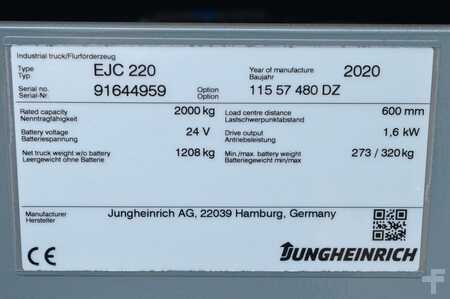 Industrial truck/Flurförderzeug
Type EJC 220 Year of manufacture 2020
Typ Baujahr
Serial no. 91644959 Option 115 57 480 DZ
Serial-Nr. Option
Rated capacity 2000 kg Load centre distance 600 mm
Nenntragfähigkeit Lastschwerpunktabstand
Battery voltage 24 V Drive output 1,6 kW
Batteriespannung Antriebsleistung
Net truck weight w/o battery 1208 kg Min./max. battery weight 273 / 320 kg
Leergewicht ohne Batterie Batteriegewicht min/max
Manufacturer Jungheinrich AG, 22039 Hamburg, Germany
Hersteller
CE JUNGHEINRICH